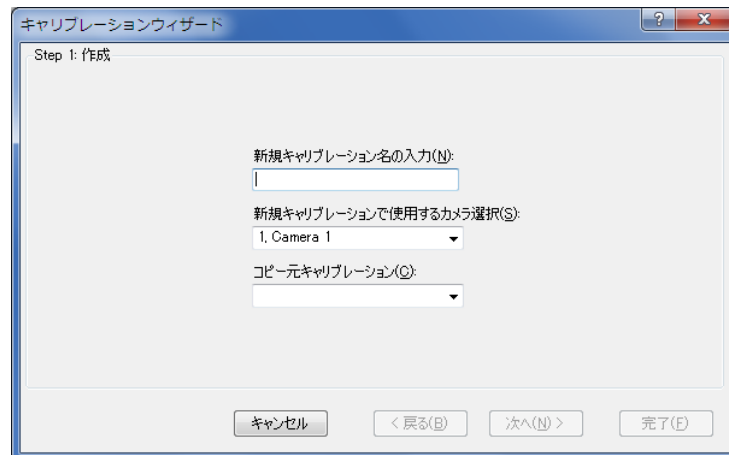 キャリブレーションウィザード
Step 1: 作成
新規キャリブレーション名の入力(N):
新規キャリブレーションで使用するカメラ選択(S):
1, Camera 1
コピー元キャリブレーション(C):
キャンセル
< 戻る(B)
次へ(N) >
完了(F)